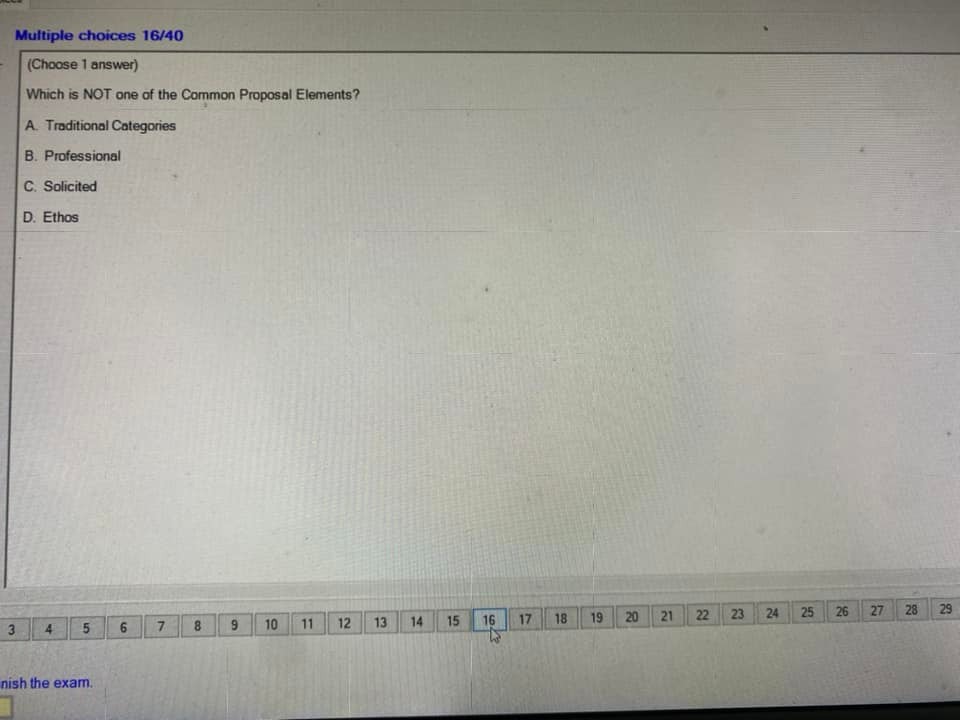 Multiple choices 16/40
(Choose 1 answer)
Which is NOT one of the Common Proposal Elements?
A. Traditional Categories
B. Professional
C. Solicited
D. Ethos
3 4 5 6 7 8 9 10 11 12 13 14 15 16 17 18 19 20 21 22 23 24 25 26 27 28 29
nish the exam.